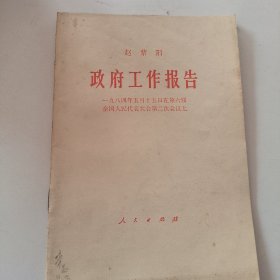 赵紫阳
政府工作报告
一九八四年五月十五日在第六届
全国人民代表大会第二次会议上
人民出版社